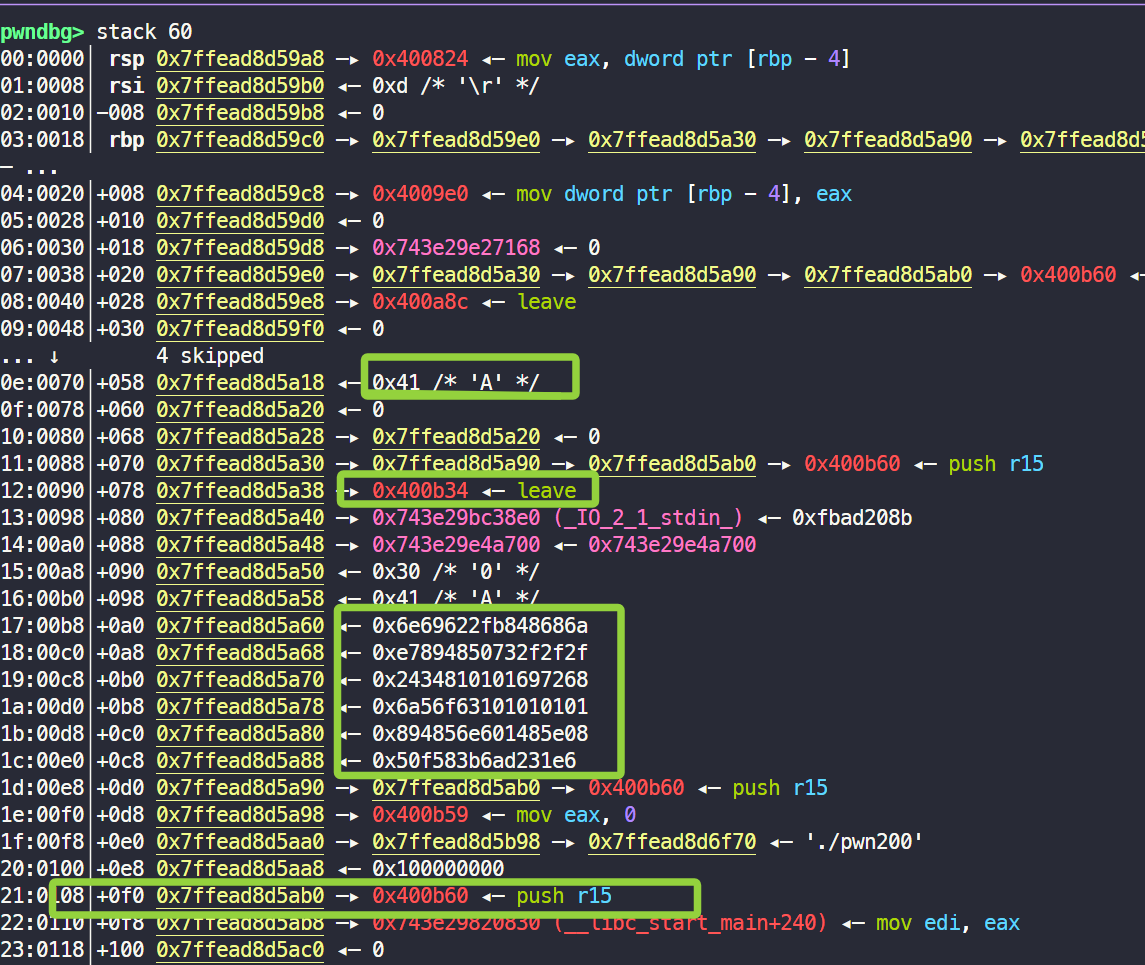 pwndbg> stack 60
00:0000│ rsp 0x7ffead8d59a8 —▸ 0x400824 ◂— mov eax, dword ptr [rbp - 4]
01:0008│ rsi 0x7ffead8d59b0 ◂— 0xd /* '\r' */
02:0010│-008 0x7ffead8d59b8 ◂— 0
03:0018│ rbp 0x7ffead8d59c0 —▸ 0x7ffead8d59e0 —▸ 0x7ffead8d5a30 —▸ 0x7ffead8d5a90 —▸ 0x7ffead8d5
— ...
04:0020│+008 0x7ffead8d59c8 —▸ 0x4009e0 ◂— mov dword ptr [rbp - 4], eax
05:0028│+010 0x7ffead8d59d0 ◂— 0
06:0030│+018 0x7ffead8d59d8 —▸ 0x743e29e27168 ◂— 0
07:0038│+020 0x7ffead8d59e0 —▸ 0x7ffead8d5a30 —▸ 0x7ffead8d5a90 —▸ 0x7ffead8d5ab0 —▸ 0x400b60 ◂—
08:0040│+028 0x7ffead8d59e8 —▸ 0x400a8c ◂— leave
09:0048│+030 0x7ffead8d59f0 ◂— 0
... ↓ 4 skipped
0e:0070│+058 0x7ffead8d5a18 ◂— 0x41 /* 'A' */
0f:0078│+060 0x7ffead8d5a20 ◂— 0
10:0080│+068 0x7ffead8d5a28 —▸ 0x7ffead8d5a20 ◂— 0
11:0088│+070 0x7ffead8d5a30 —▸ 0x7ffead8d5a90 —▸ 0x7ffead8d5ab0 —▸ 0x400b60 ◂— push r15
12:0090│+078 0x7ffead8d5a38 —▸ 0x400b34 ◂— leave
13:0098│+080 0x7ffead8d5a40 —▸ 0x743e29bc38e0 (_IO_2_1_stdin_) ◂— 0xfbad208b
14:00a0│+088 0x7ffead8d5a48 —▸ 0x743e29e4a700 ◂— 0x743e29e4a700
15:00a8│+090 0x7ffead8d5a50 ◂— 0x30 /* '0' */
16:00b0│+098 0x7ffead8d5a58 ◂— 0x41 /* 'A' */
17:00b8│+0a0 0x7ffead8d5a60 ◂— 0x6e69622fb848686a
18:00c0│+0a8 0x7ffead8d5a68 ◂— 0xe7894850732f2f2f
19:00c8│+0b0 0x7ffead8d5a70 ◂— 0x2434810101697268
1a:00d0│+0b8 0x7ffead8d5a78 ◂— 0x6a56f63101010101
1b:00d8│+0c0 0x7ffead8d5a80 ◂— 0x894856e601485e08
1c:00e0│+0c8 0x7ffead8d5a88 ◂— 0x50f583b6ad231e6
1d:00e8│+0d0 0x7ffead8d5a90 —▸ 0x7ffead8d5ab0 —▸ 0x400b60 ◂— push r15
1e:00f0│+0d8 0x7ffead8d5a98 —▸ 0x400b59 ◂— mov eax, 0
1f:00f8│+0e0 0x7ffead8d5aa0 —▸ 0x7ffead8d5b98 —▸ 0x7ffead8d6f70 ◂— './pwn200'
20:0100│+0e8 0x7ffead8d5aa8 ◂— 0x100000000
21:0108│+0f0 0x7ffead8d5ab0 —▸ 0x400b60 ◂— push r15
22:0110│+0f8 0x7ffead8d5ab8 —▸ 0x743e29820830 (__libc_start_main+240) ◂— mov edi, eax
23:0118│+100 0x7ffead8d5ac0 ◂— 0